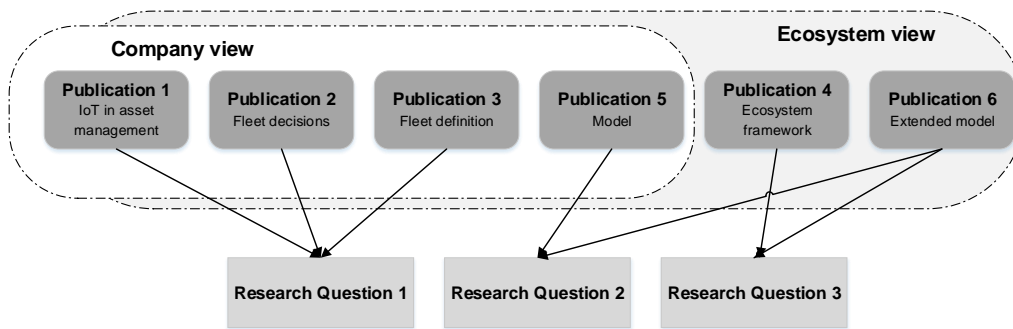 Ecosystem view
Company view
Publication 1
IoT in asset
management
Publication 2
Fleet decisions
Publication 3
Fleet definition
Publication 5
Model
Publication 4
Ecosystem
framework
Publication 6
Extended model
Research Question 1
Research Question 2
Research Question 3